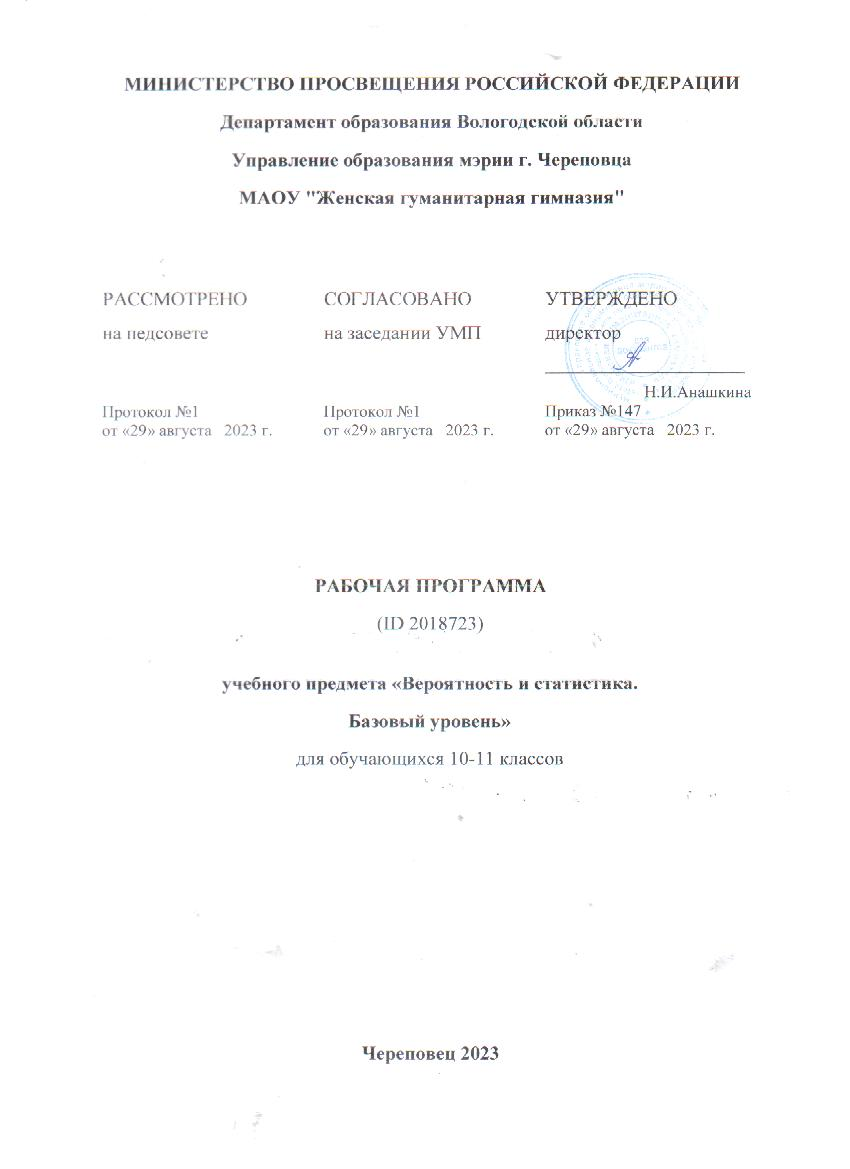 МИНИСТЕРСТВО ПРОСВЕЩЕНИЯ РОССИЙСКОЙ ФЕДЕРАЦИИ
Департамент образования Вологодской области
Управление образования мэрии г. Череповца
МАОУ "Женская гуманитарная гимназия"
РАССМОТРЕНО
на педсовете
Протокол №1
от «29» августа 2023 г.
СОГЛАСОВАНО
на заседании УМП
Протокол №1
от «29» августа 2023 г.
УТВЕРЖДЕНО
директор
Н.И.Анашкина
Приказ №147
от «29» августа 2023 г.
РАБОЧАЯ ПРОГРАММА
(ID 2018723)
учебного предмета «Вероятность и статистика.
Базовый уровень»
для обучающихся 10-11 классов
Череповец 2023